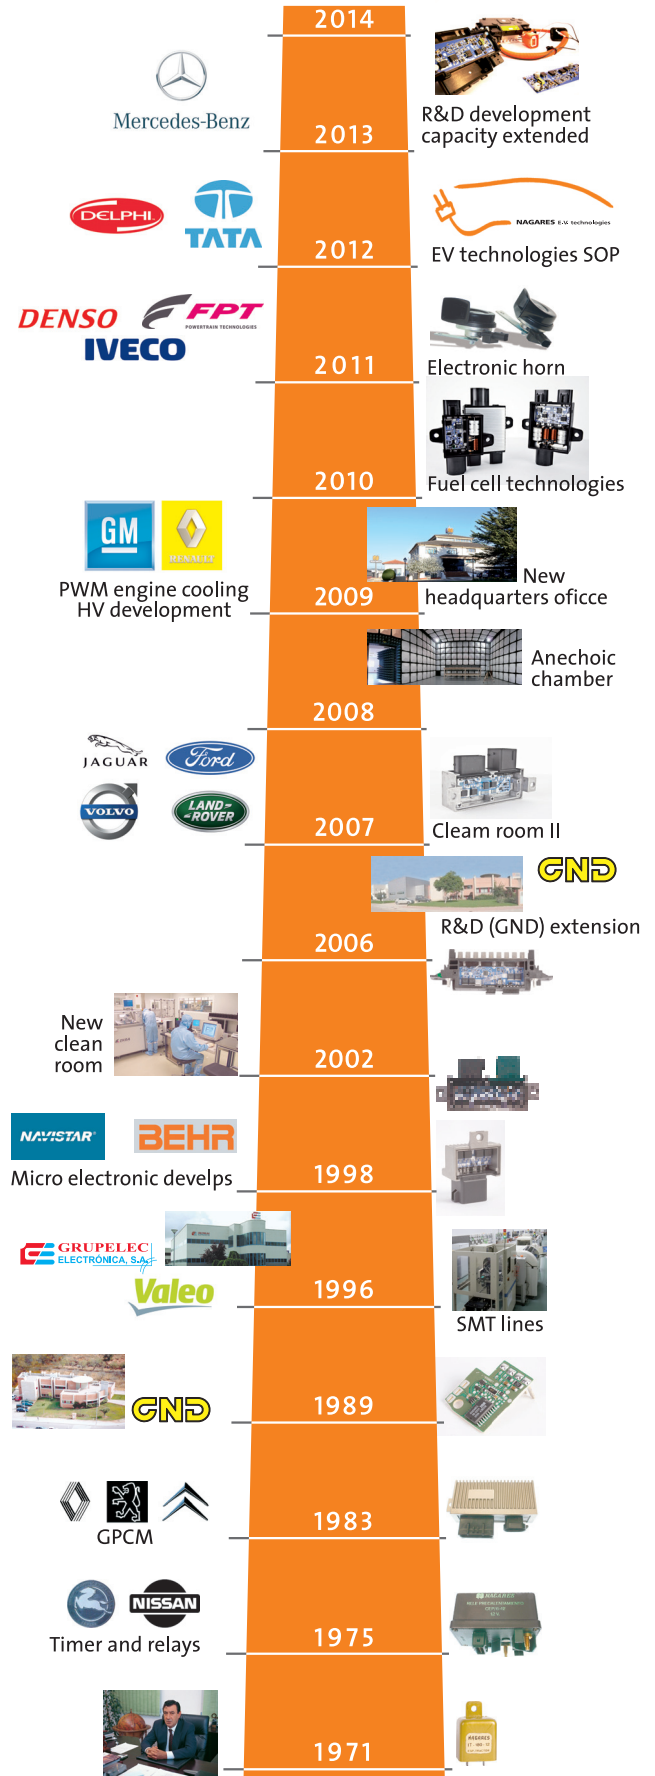 2014
Mercedes-Benz
R&D development
capacity extended
2013
DELPHI
TATA
NAGARES E.V. technologies
EV technologies SOP
2012
DENSO
FPT
POWERTRAIN TECHNOLOGIES
IVECO
Electronic horn
2011
Fuel cell technologies
2010
GM
RENAULT
PWM engine cooling
HV development
New
headquarters oficce
2009
Anechoic
chamber
2008
JAGUAR
Ford
VOLVO
LAND-
-ROVER
Cleam room II
2007
GND
R&D (GND) extension
2006
New
clean
room
2002
NAVISTAR
BEHR
Micro electronic develps
1998
GRUPELEC
ELECTRÓNICA, S.A.
Valeo
1996
SMT lines
GND
1989
GPCM
1983
NISSAN
Timer and relays
NAGARES
1975
NAGARES
1971